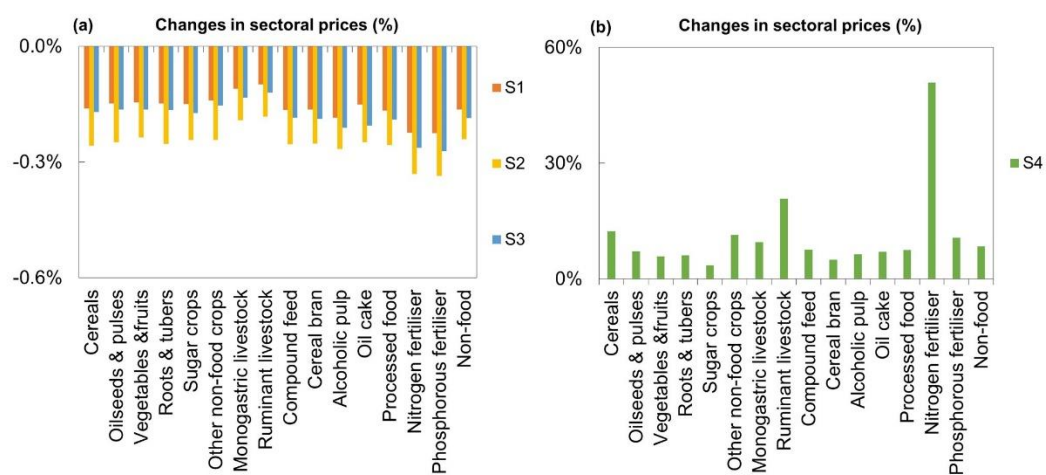 (a) Changes in sectoral prices (%)
0.0%
-0.3%
-0.6%
S1
S2
S3
Cereals
Oilseeds & pulses
Vegetables &fruits
Roots & tubers
Sugar crops
Other non-food crops
Monogastric livestock
Ruminant livestock
Compound feed
Cereal bran
Alcoholic pulp
Oil cake
Processed food
Nitrogen fertiliser
Phosphorous fertiliser
Non-food
(b) Changes in sectoral prices (%)
60%
30%
0%
S4
Cereals
Oilseeds & pulses
Vegetables &fruits
Roots & tubers
Sugar crops
Other non-food crops
Monogastric livestock
Ruminant livestock
Compound feed
Cereal bran
Alcoholic pulp
Oil cake
Processed food
Nitrogen fertiliser
Phosphorous fertiliser
Non-food